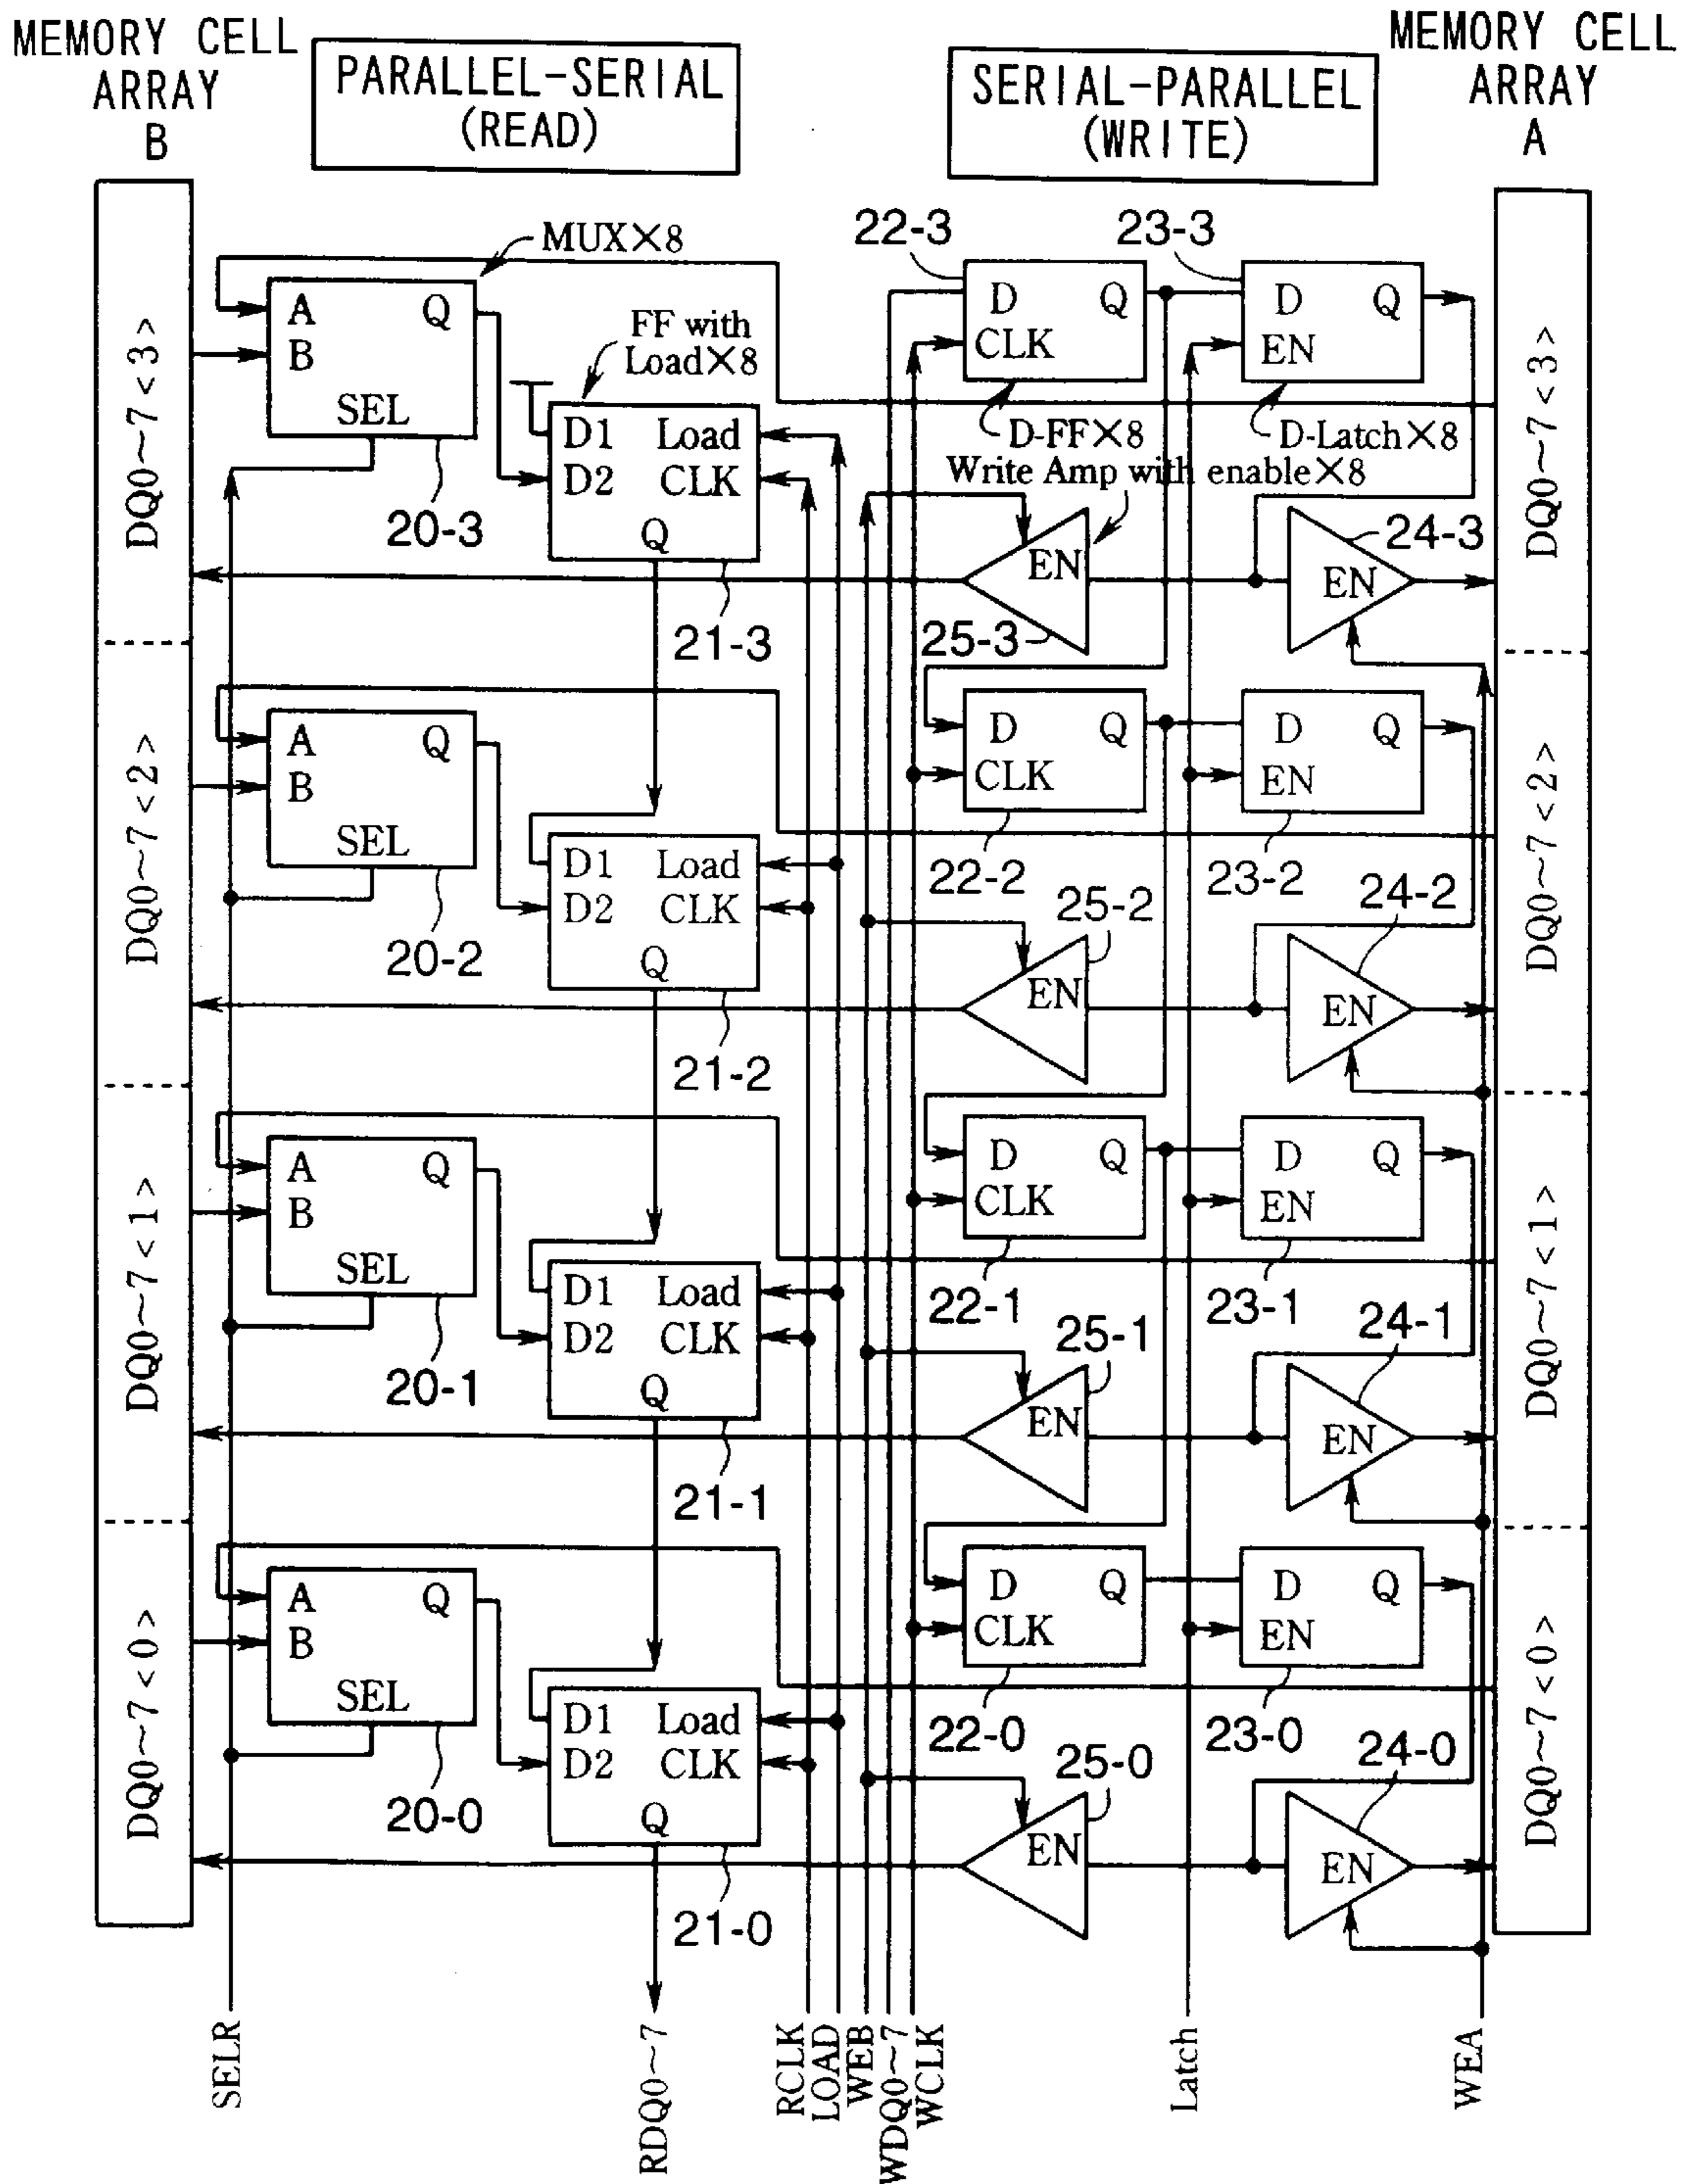 MEMORY CELL
ARRAY
B
PARALLEL-SERIAL
(READ)
SERIAL-PARALLEL
(WRITE)
MEMORY CELL
ARRAY
A
DQ0~7<3>
MUX×8
A Q
B
SEL
20-3
FF with
Load×8
D1 Load
D2 CLK
Q
21-3
22-3
D Q
CLK
D-FF×8
23-3
D Q
EN
D-Latch×8
Write Amp with enable×8
EN
25-3
EN
24-3
DQ0~7<3>
DQ0~7<2>
A Q
B
SEL
20-2
D1 Load
D2 CLK
Q
21-2
D Q
CLK
22-2
D Q
EN
23-2
EN
25-2
EN
24-2
DQ0~7<2>
DQ0~7<1>
A Q
B
SEL
20-1
D1 Load
D2 CLK
Q
21-1
D Q
CLK
22-1
D Q
EN
23-1
EN
25-1
EN
24-1
DQ0~7<1>
DQ0~7<0>
A Q
B
SEL
20-0
D1 Load
D2 CLK
Q
21-0
D Q
CLK
22-0
D Q
EN
23-0
EN
25-0
EN
24-0
DQ0~7<0>
SELR
RDQ0~7
RCLK
LOAD
WEB
WDQ0~7
WCLK
Latch
WEA